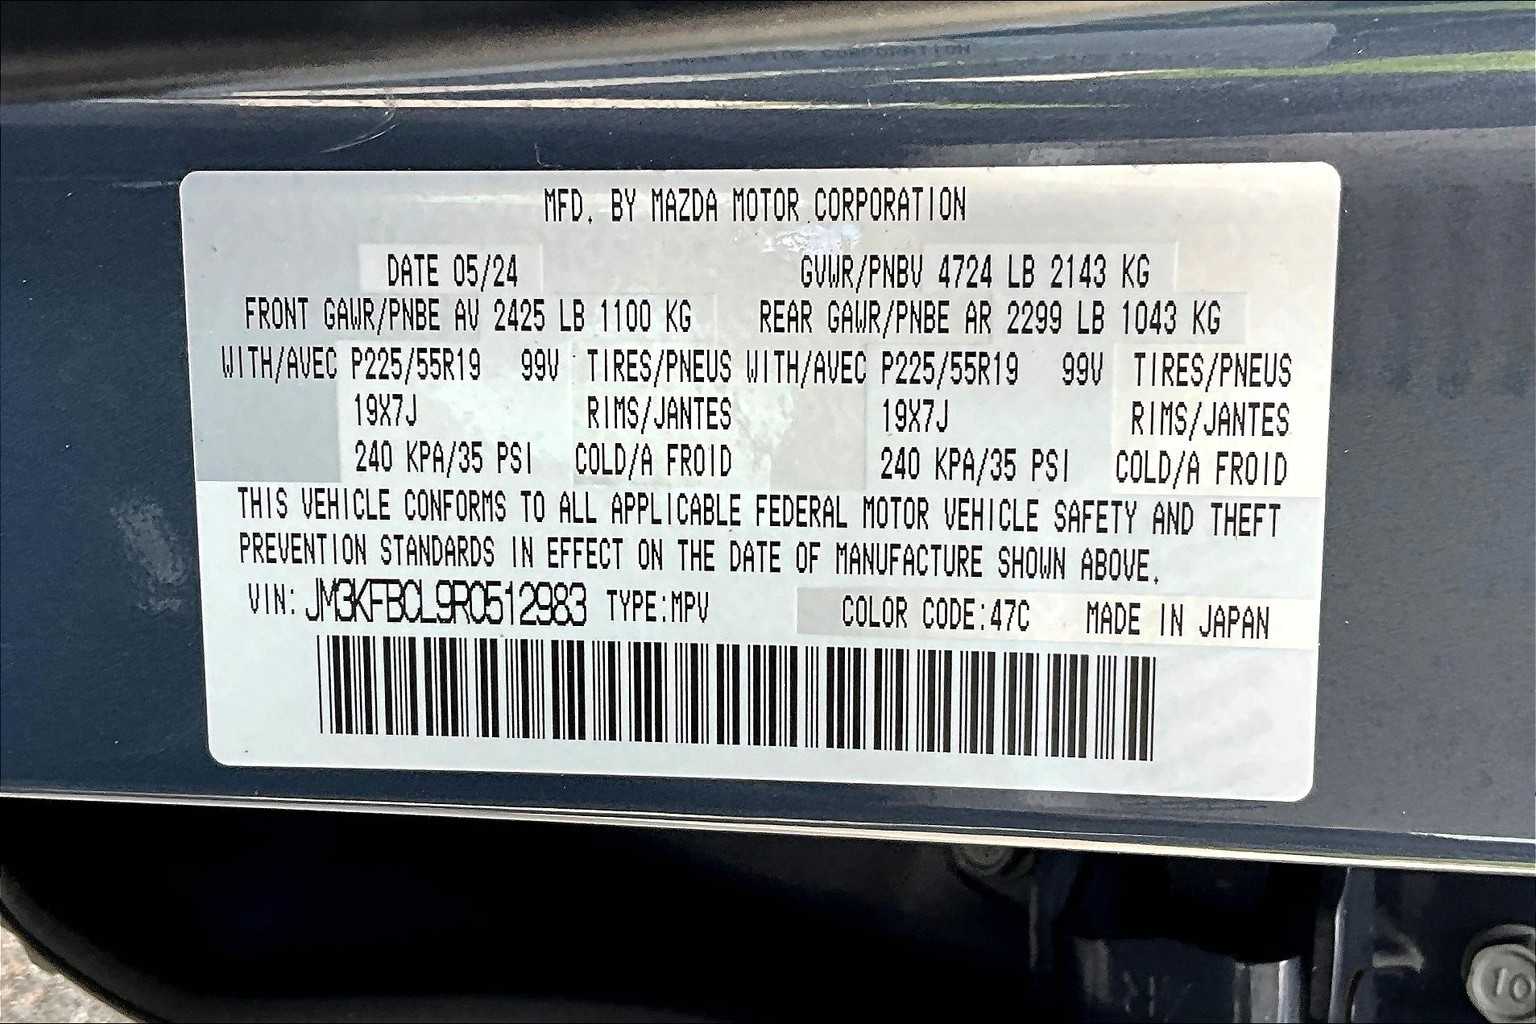 MFD. BY MAZDA MOTOR CORPORATION
DATE 05/24 GVWR/PNBV 4724 LB 2143 KG
FRONT GAWR/PNBE AV 2425 LB 1100 KG REAR GAWR/PNBE AR 2299 LB 1043 KG
WITH/AVEC P225/55R19 99V TIRES/PNEUS WITH/AVEC P225/55R19 99V TIRES/PNEUS
19X7J RIMS/JANTES 19X7J RIMS/JANTES
240 KPA/35 PSI COLD/A FROID 240 KPA/35 PSI COLD/A FROID
THIS VEHICLE CONFORMS TO ALL APPLICABLE FEDERAL MOTOR VEHICLE SAFETY AND THEFT
PREVENTION STANDARDS IN EFFECT ON THE DATE OF MANUFACTURE SHOWN ABOVE.
VIN: JM3KFBCL9R0512983 TYPE:MPV COLOR CODE:47C MADE IN JAPAN
10